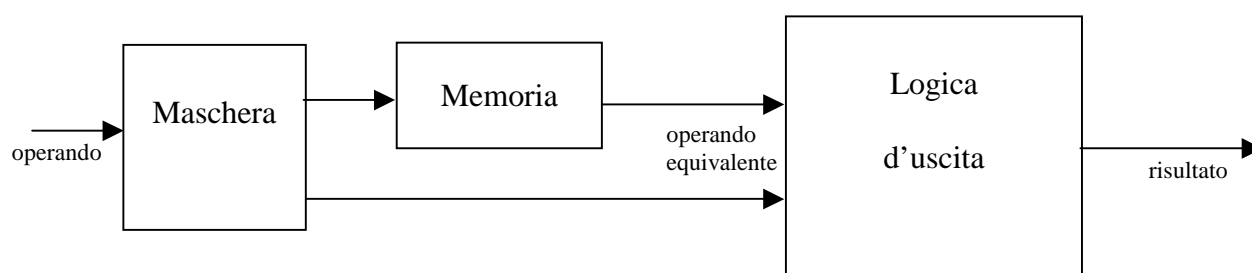 operando
Maschera
Memoria
operando
equivalente
Logica
d’uscita
risultato